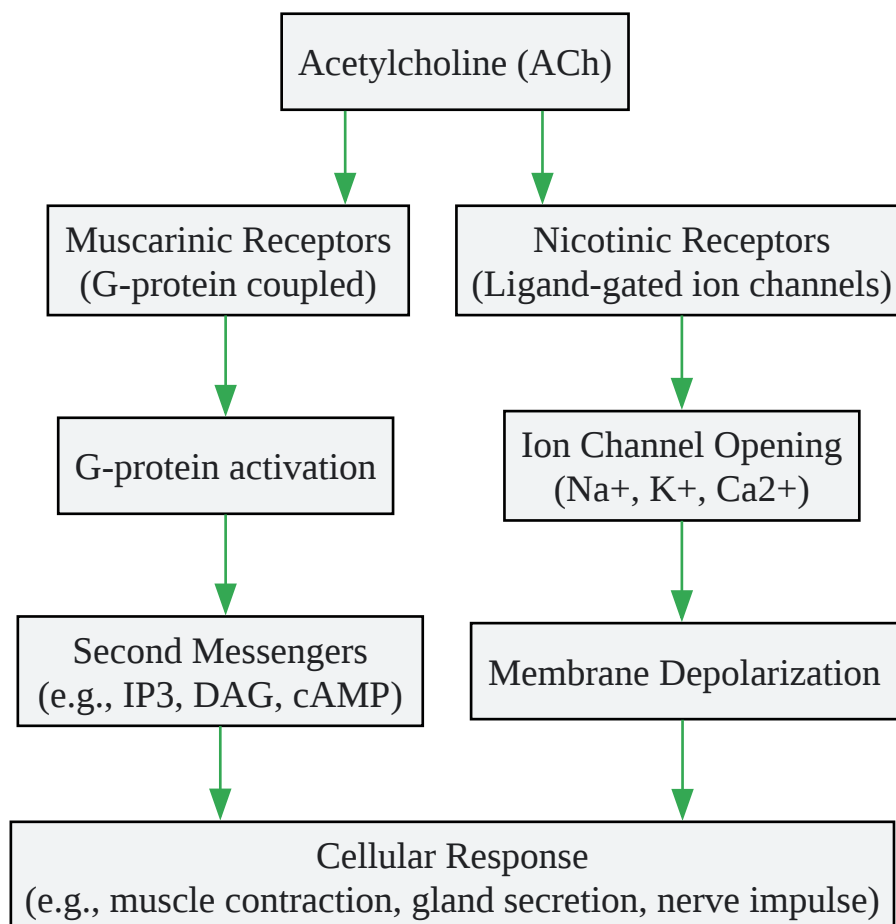 Acetylcholine (ACh)
Muscarinic Receptors
(G-protein coupled)
Nicotinic Receptors
(Ligand-gated ion channels)
G-protein activation
Ion Channel Opening
(Na+, K+, Ca2+)
Second Messengers
(e.g., IP3, DAG, cAMP)
Membrane Depolarization
Cellular Response
(e.g., muscle contraction, gland secretion, nerve impulse)